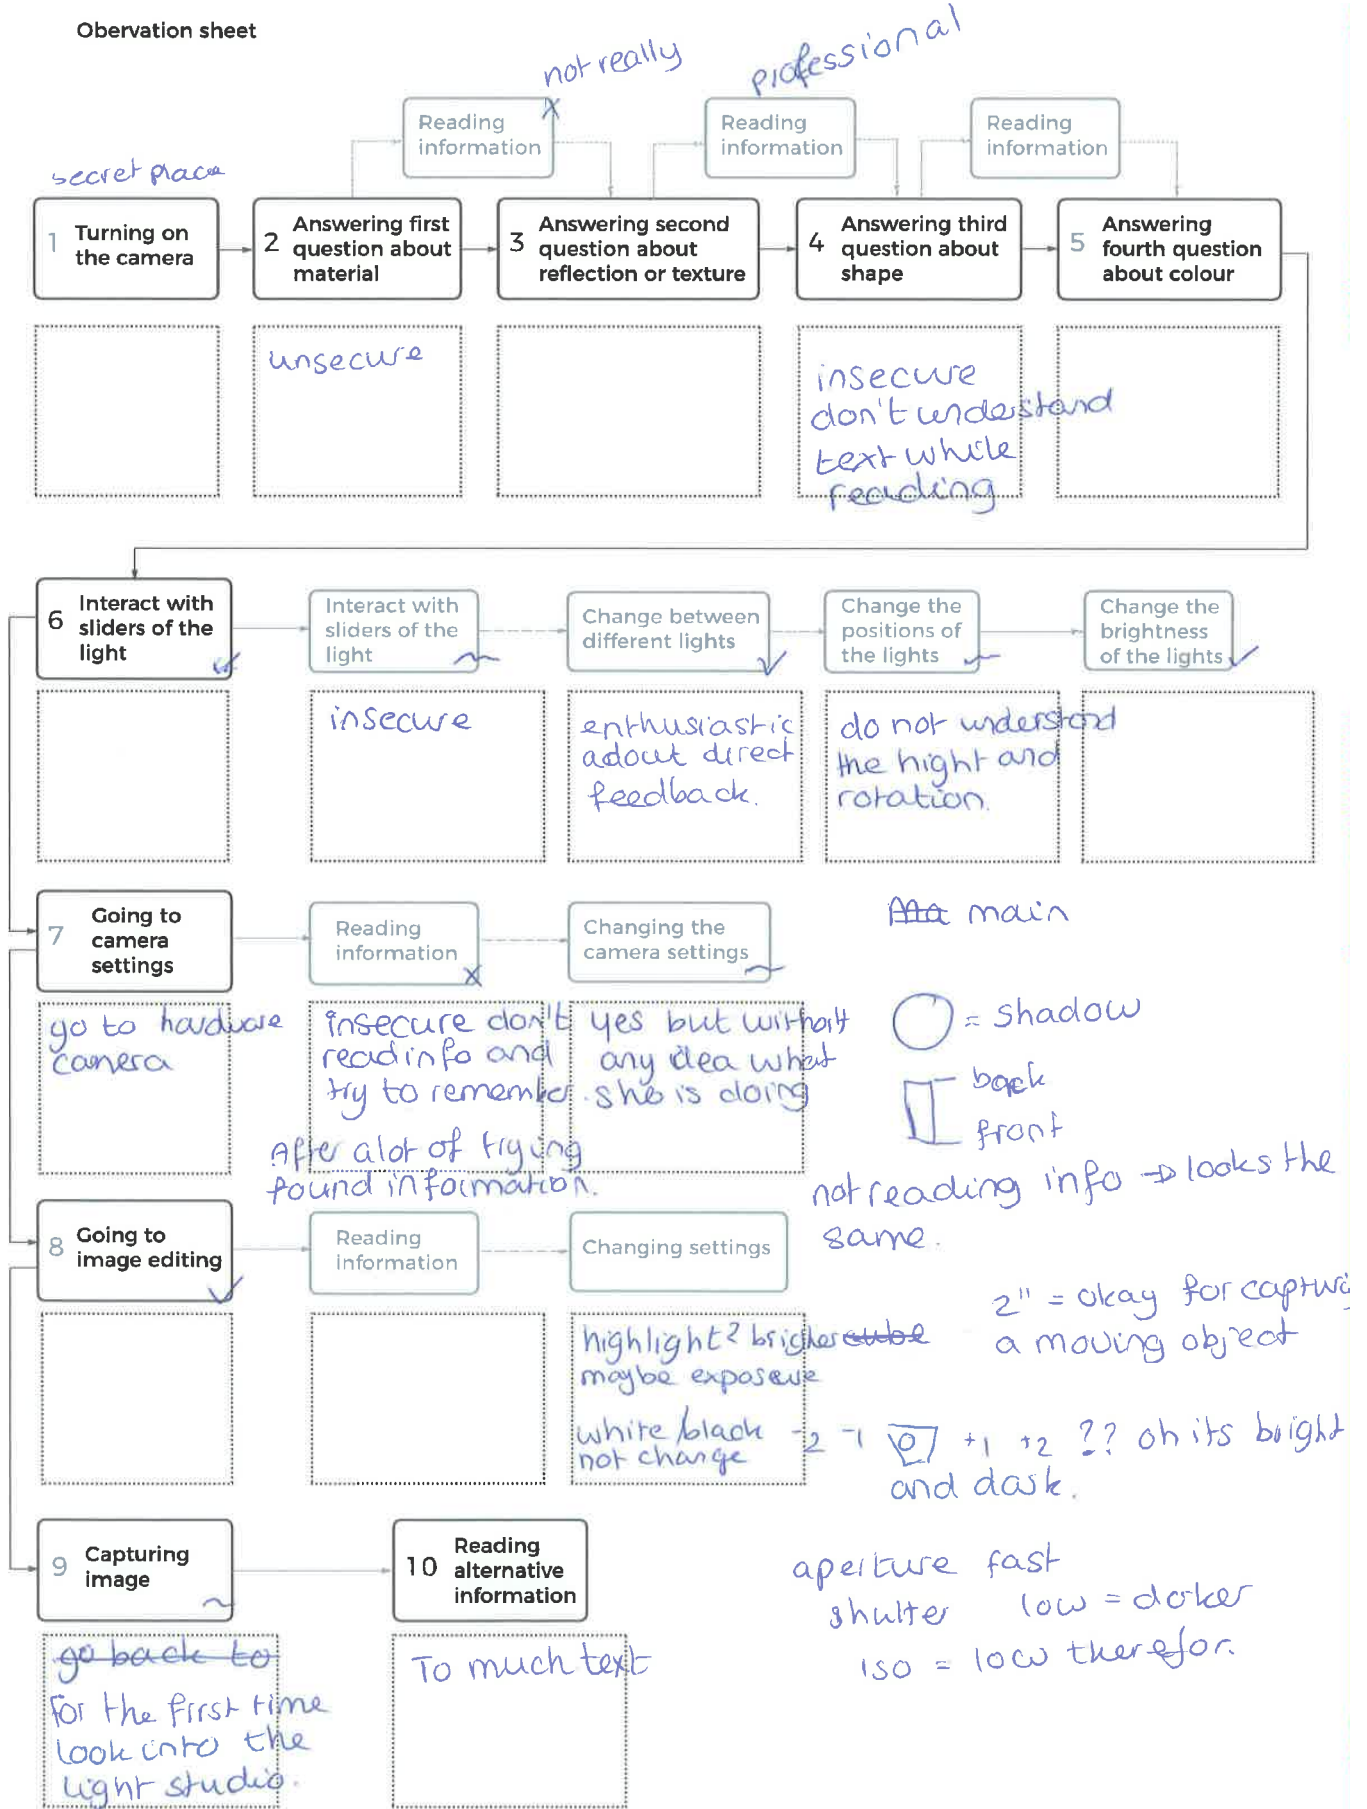 Obervation sheet
not really
professional
Reading
information
Reading
information
Reading
information
secret place
1 Turning on
the camera
2 Answering first
question about
material
3 Answering second
question about
reflection or texture
4 Answering third
question about
shape
5 Answering
fourth question
about colour
unsecure
insecure
don't understand
text while
reading
6 Interact with
sliders of the
light
Interact with
sliders of the
light
Change between
different lights
Change the
positions of
the lights
Change the
brightness
of the lights
insecure
enthusiastic
adout direct
feedback.
do not understand
the hight and
rotation.
7 Going to
camera
settings
Reading
information
Changing the
camera settings
main
go to hardware
camera
insecure don't
read info and
try to remember.
After alot of trying
found information.
yes but without
any idea what
she is doing
= shadow
back
front
not reading info → looks the
same.
8 Going to
image editing
Reading
information
Changing settings
highlight? brigher cube
maybe exposure
white/black
not change
2" = okay for capturing
a moving object
-2 -1 0 +1 +2 ?? oh its bright
and dark.
9 Capturing
image
10 Reading
alternative
information
go back to
For the first time
look into the
light studio.
To much text
aperture fast
shutter low = darker
iso = low therefor.